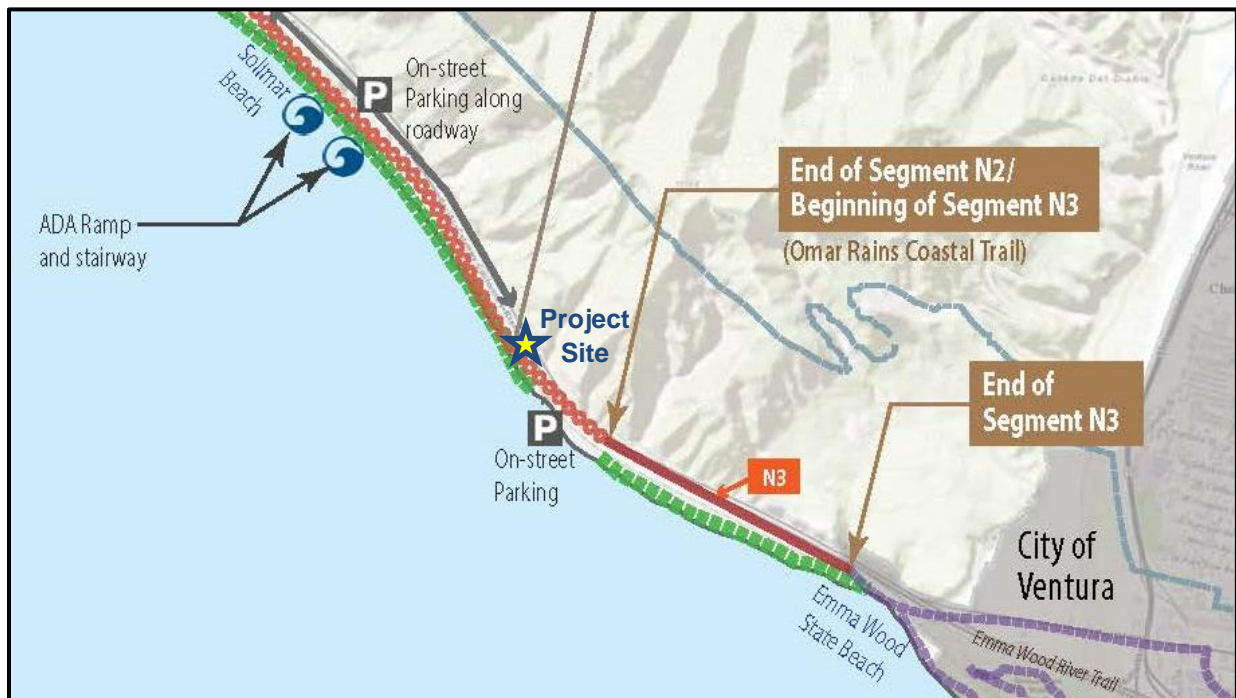 Solimar
Beach
P
On-street
Parking along
roadway
ADA Ramp
and stairway
End of Segment N2/
Beginning of Segment N3
(Omar Rains Coastal Trail)
Project
Site
End of
Segment N3
P
On-street
Parking
N3
City of
Ventura
Emma Wood
State Beach
Emma Wood River Trail